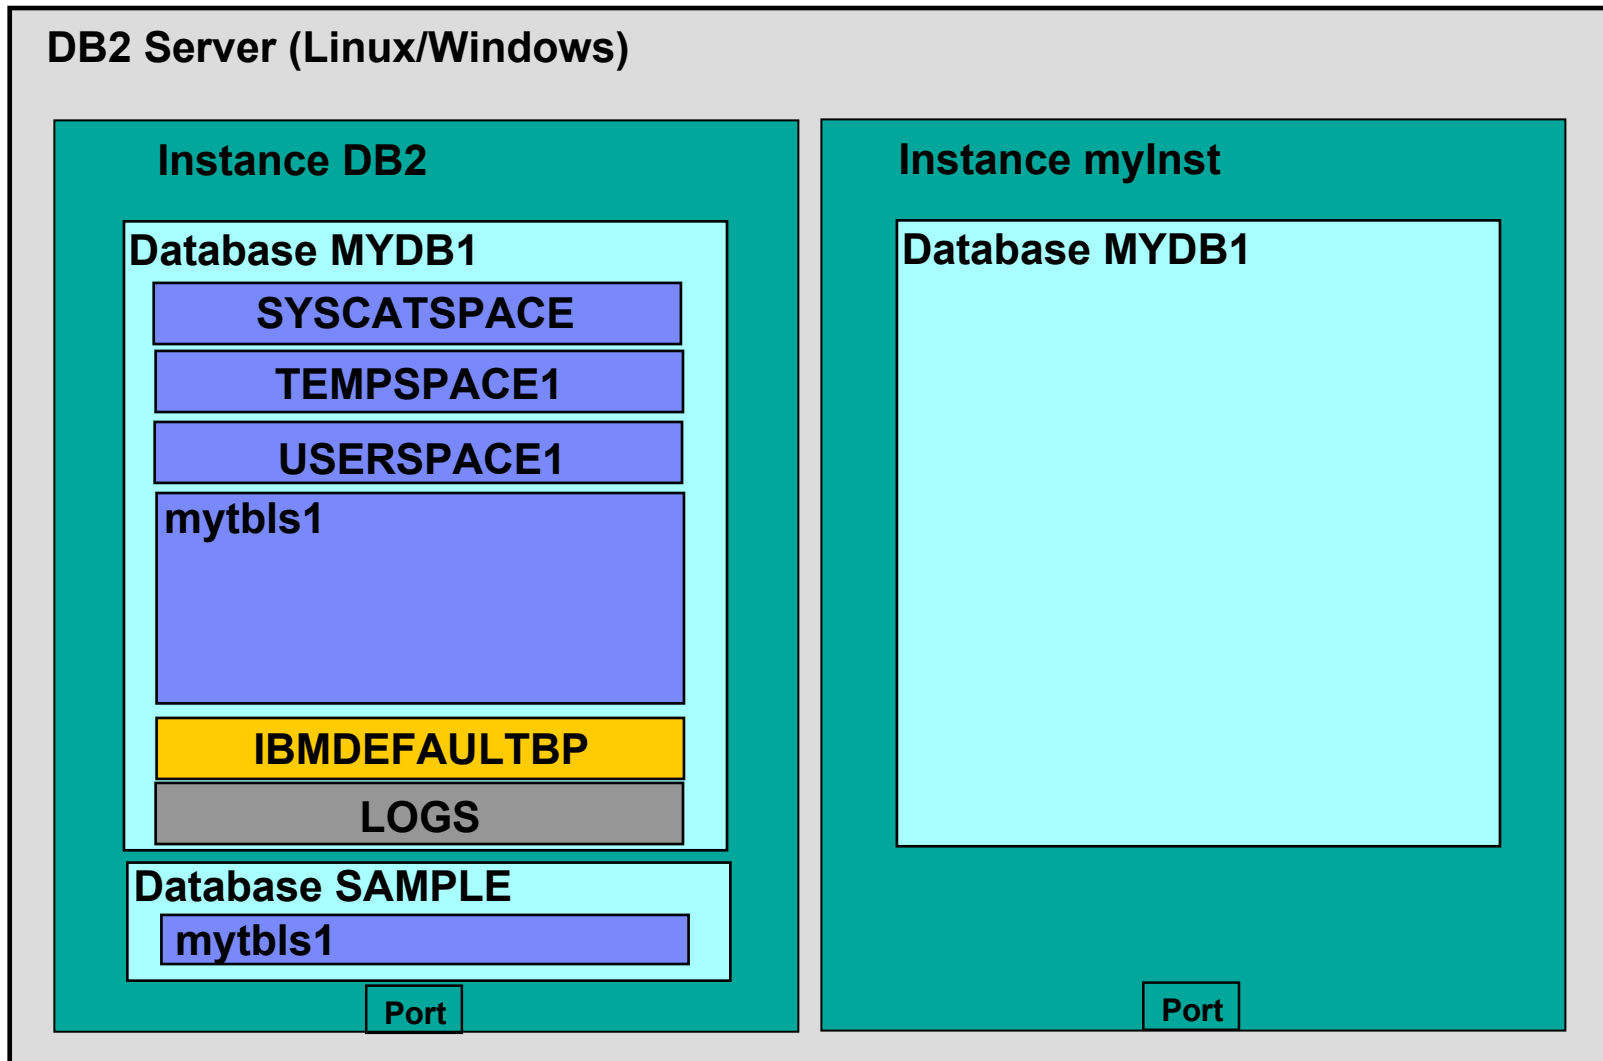 DB2 Server (Linux/Windows)
Instance DB2
Database MYDB1
SYSCATSPACE
TEMPSPACE1
USERSPACE1
mytbls1
IBMDEFAULTBP
LOGS
Database SAMPLE
mytbls1
Port
Instance myInst
Database MYDB1
Port